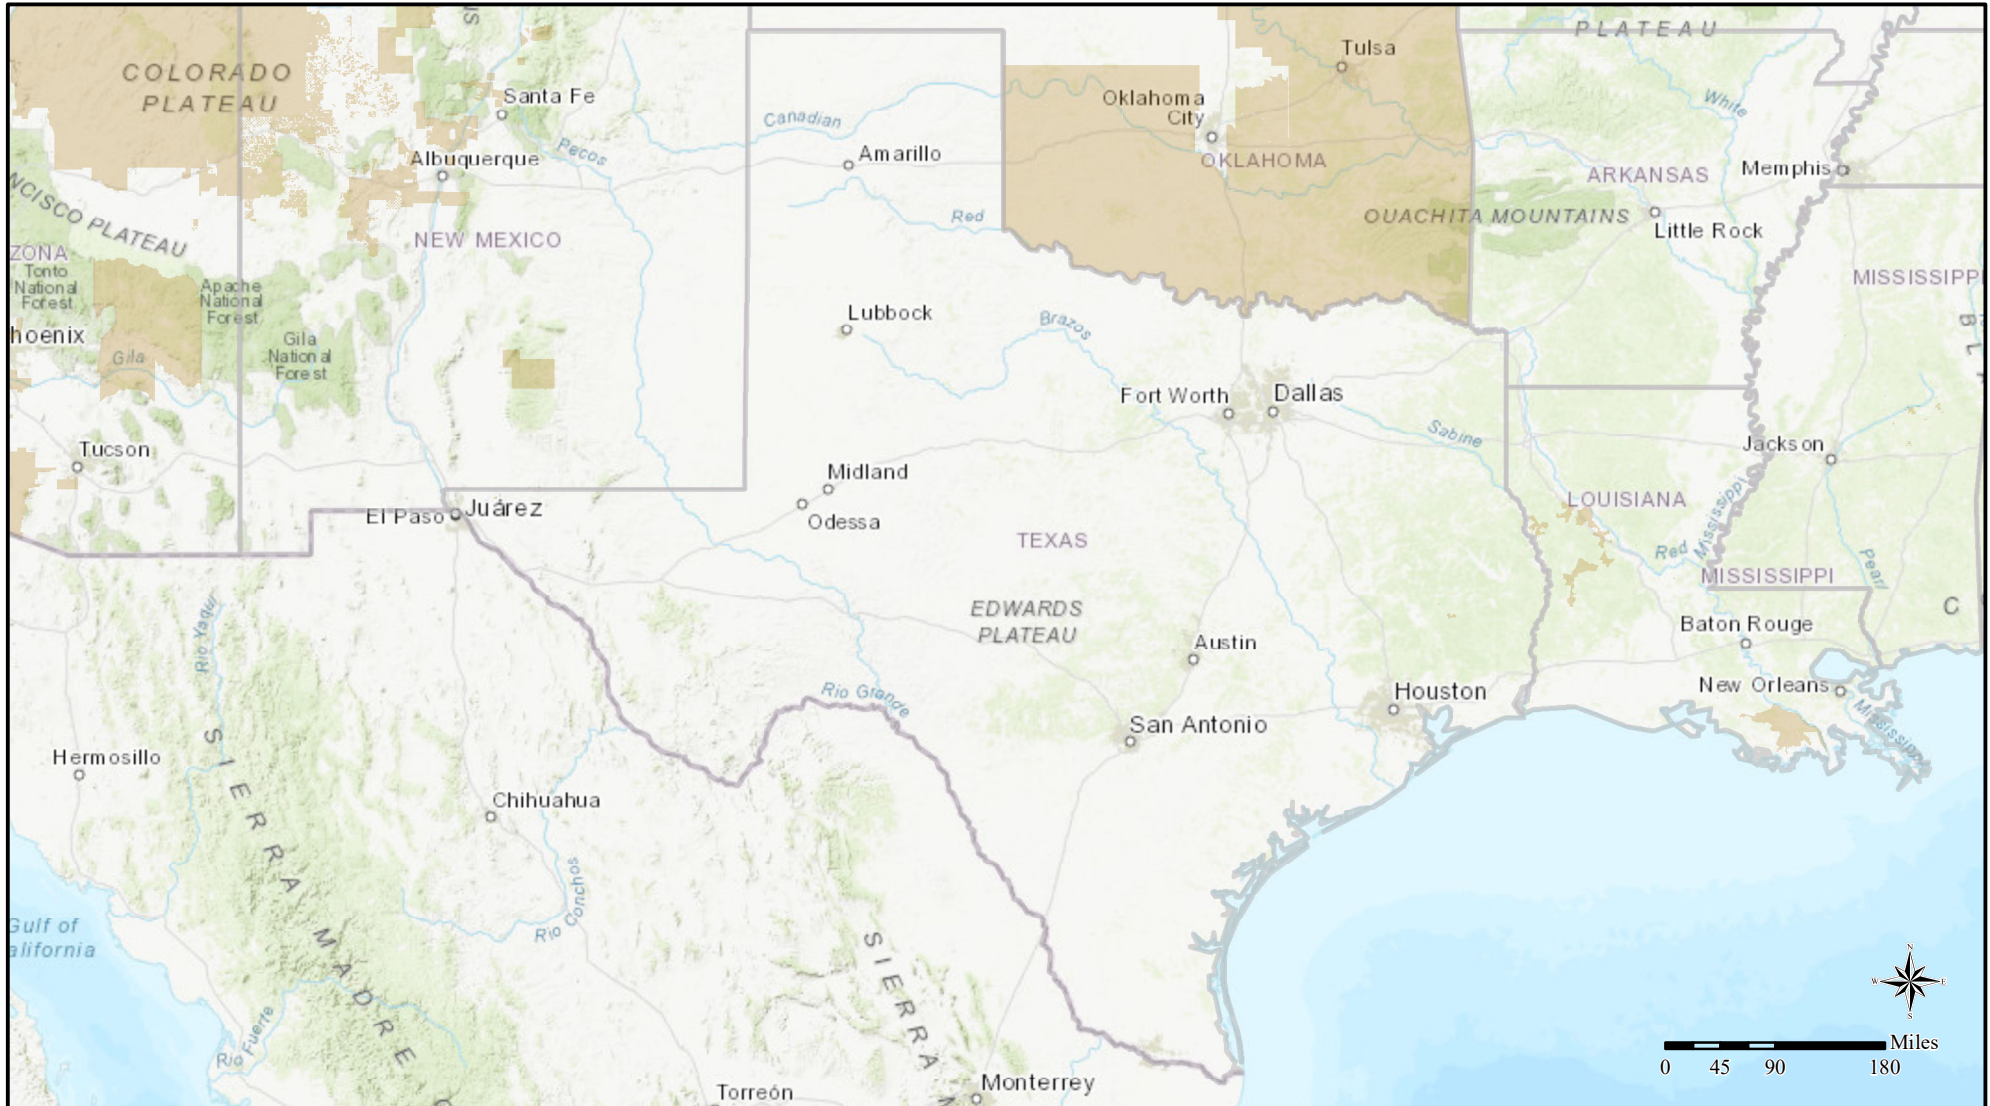 PLATEAU
Tulsa
COLORADO
PLATEAU
Santa Fe
Oklahoma
City
White
Canadian
Pecos
Albuquerque
Amarillo
OKLAHOMA
ARKANSAS
Memphis
NCISCO PLATEAU
Red
OUACHITA MOUNTAINS
Little Rock
NEW MEXICO
ZONA
Tonto
National
Forest
Apache
National
Forest
MISSISSIPPI
Mississippi
Lubbock
Brazos
hoenix
Gila
Gila
National
Forest
B L
Fort Worth
Dallas
Sabine
Tucson
Jackson
Midland
Odessa
LOUISIANA
Mississippi
El Paso
Juárez
TEXAS
Red
Pearl
MISSISSIPPI
EDWARDS
PLATEAU
C
Rio Yaqui
Baton Rouge
Austin
Rio Grande
Houston
New Orleans
Mississippi
San Antonio
Hermosillo
Chihuahua
SIERRA MADRE
Rio Conchos
Gulf of
alifornia
SIERRA M
Rio Fuerte
N
W E
S
Miles
0 45 90 180
Torreón
Monterrey